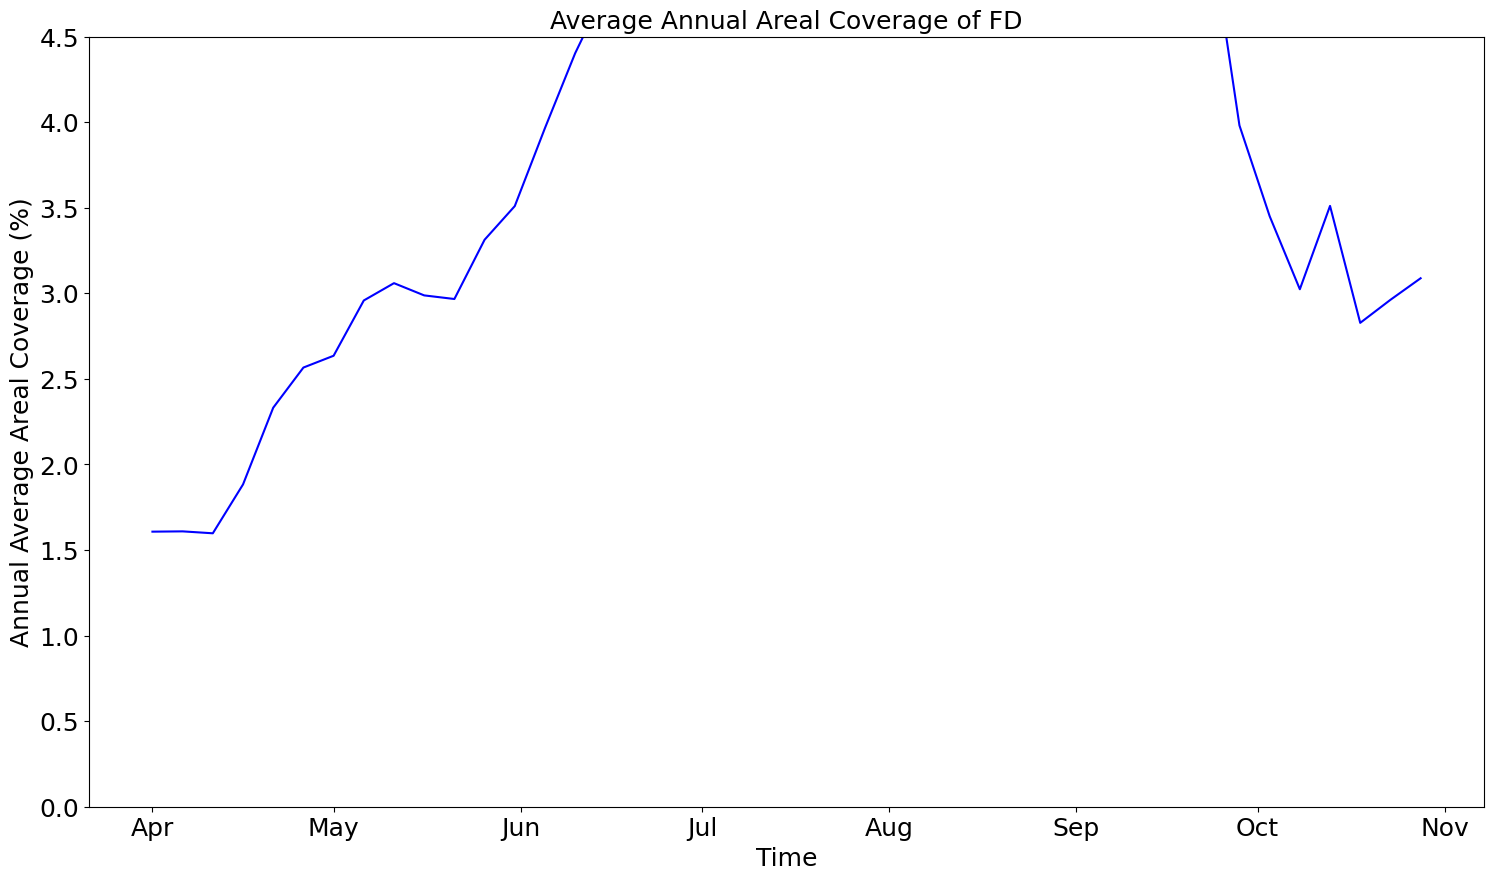 Average Annual Areal Coverage of FD
Annual Average Areal Coverage (%)
4.5
4.0
3.5
3.0
2.5
2.0
1.5
1.0
0.5
0.0
Apr May Jun Jul Aug Sep Oct Nov
Time